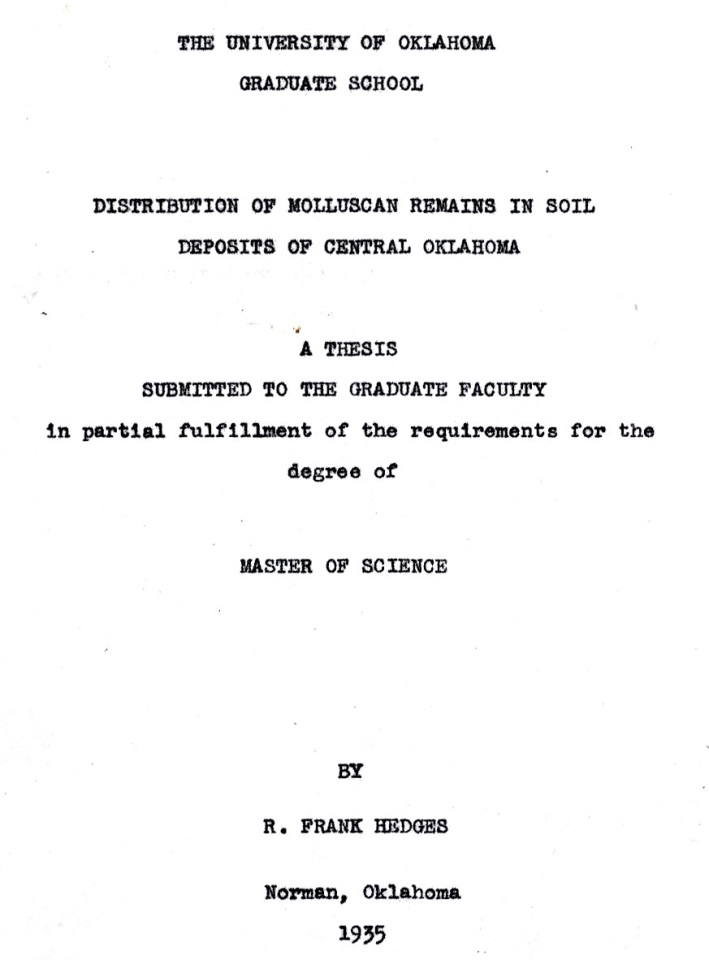 THE UNIVERSITY OF OKLAHOMA
GRADUATE SCHOOL
DISTRIBUTION OF MOLLUSCAN REMAINS IN SOIL
DEPOSITS OF CENTRAL OKLAHOMA
A THESIS
SUBMITTED TO THE GRADUATE FACULTY
in partial fulfillment of the requirements for the
degree of
MASTER OF SCIENCE
BY
R. FRANK HEDGES
Norman, Oklahoma
1935